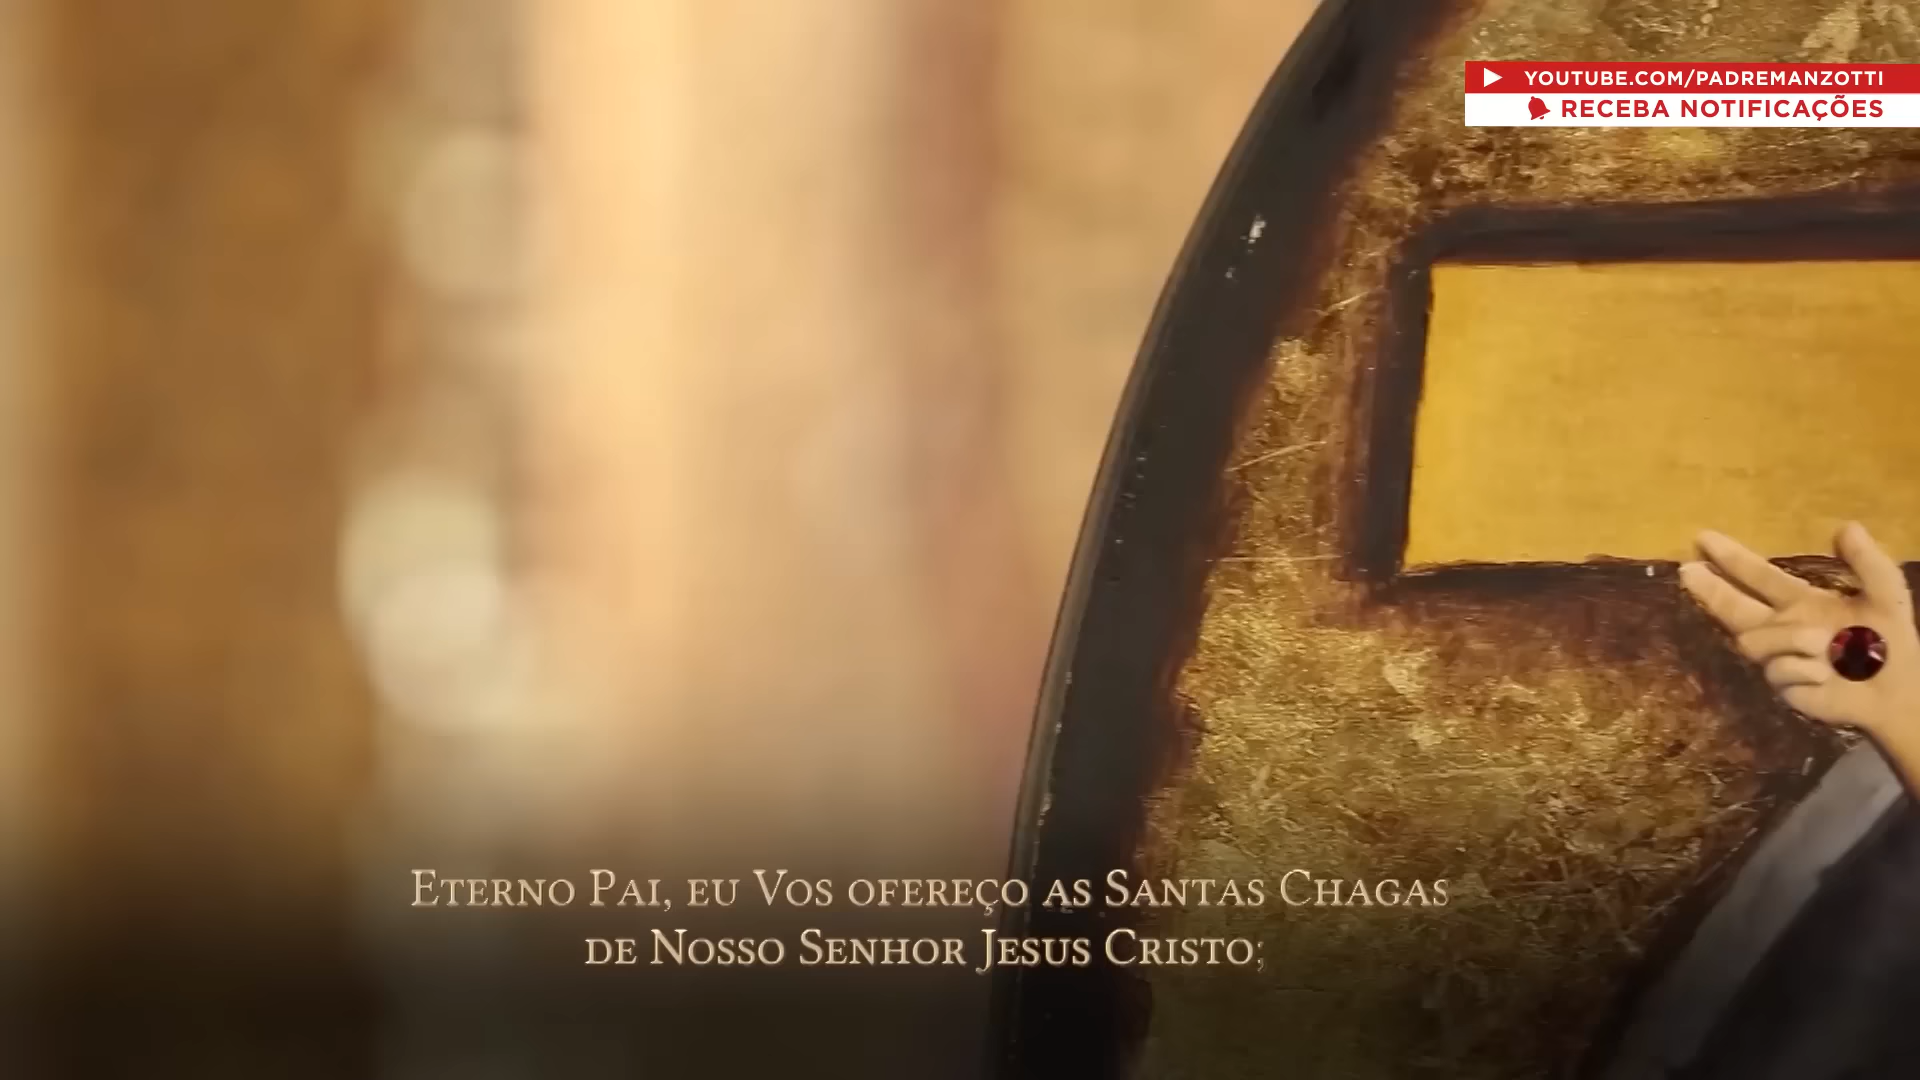 YOUTUBE.COM/PADREMANZOTTI
RECEBA NOTIFICAÇÕES
ETERNO PAI, EU VOS OFEREÇO AS SANTAS CHAGAS
DE NOSSO SENHOR JESUS CRISTO;